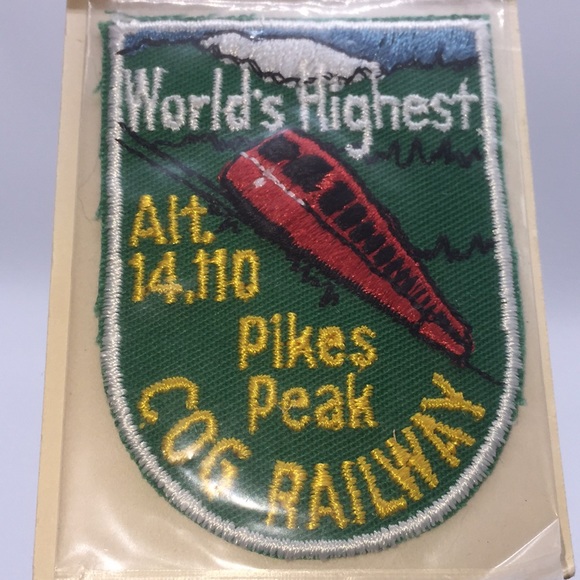 World's Highest
Alt.
14,110
Pikes
Peak
COG RAILWAY